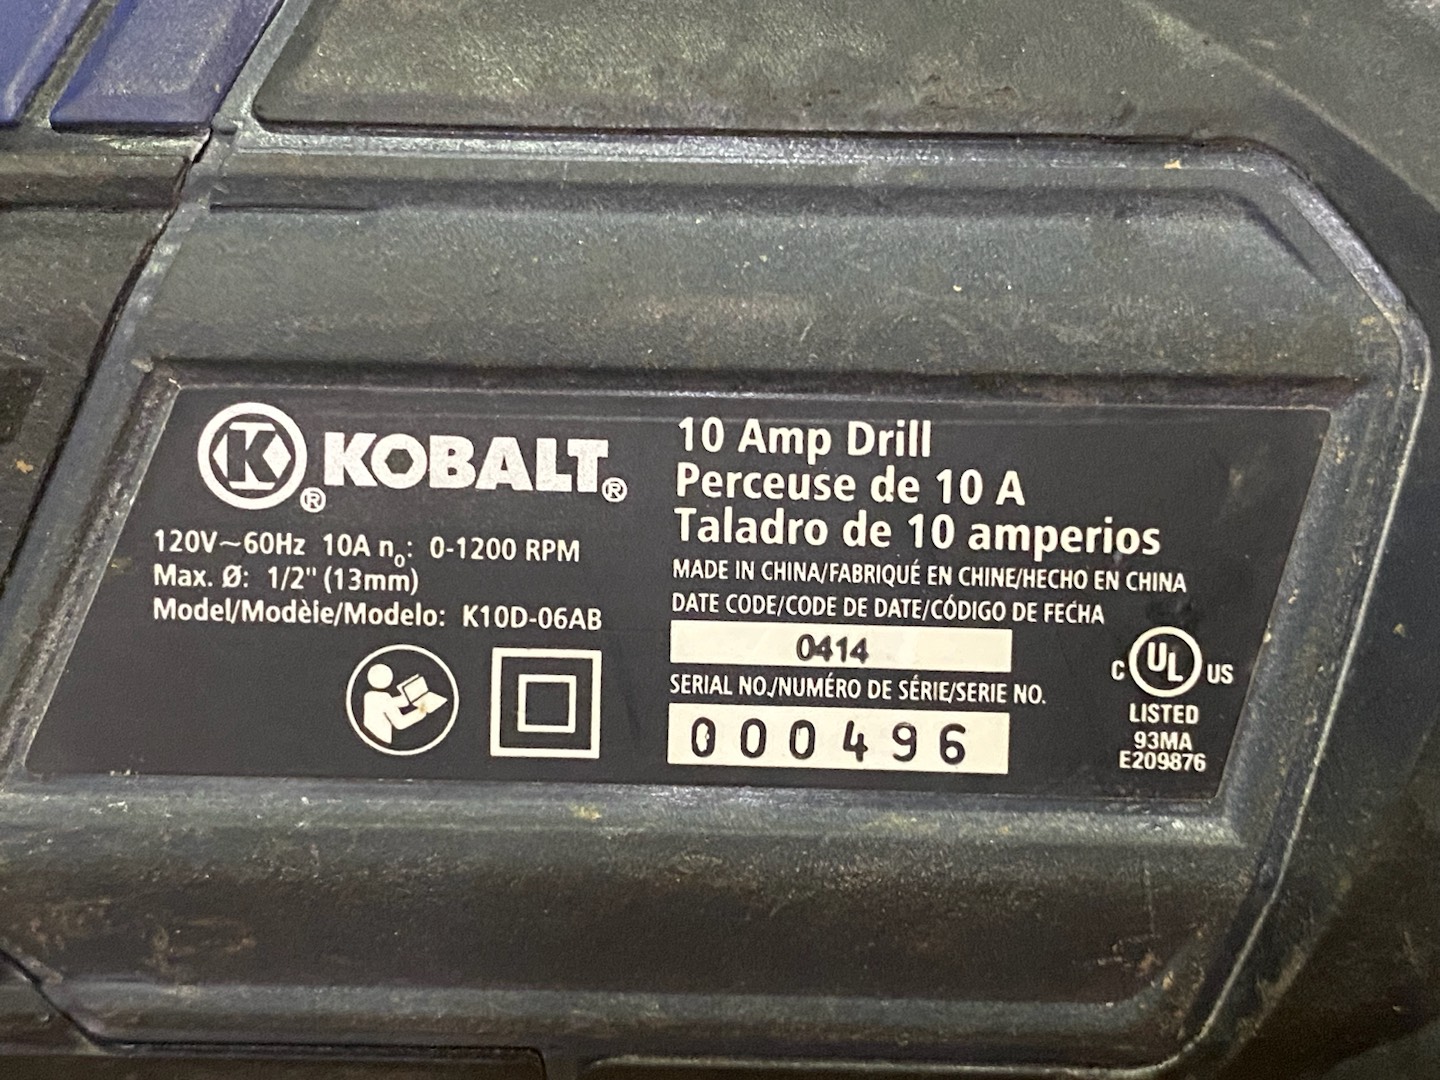 K® KOBALT®
120V~60Hz 10A n₀: 0-1200 RPM
Max. Ø: 1/2" (13mm)
Model/Modèle/Modelo: K10D-06AB
10 Amp Drill
Perceuse de 10 A
Taladro de 10 amperios
MADE IN CHINA/FABRIQUÉ EN CHINE/HECHO EN CHINA
DATE CODE/CODE DE DATE/CÓDIGO DE FECHA
0414
SERIAL NO./NUMÉRO DE SÉRIE/SERIE NO.
000496
C UL US
LISTED
93MA
E209876